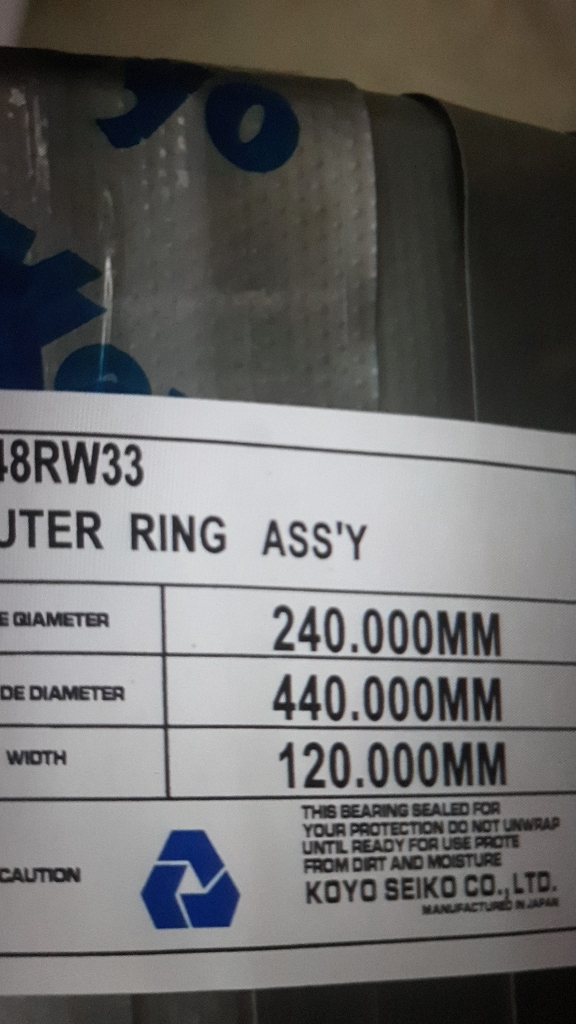 48RW33
UTER RING ASS'Y
E DIAMETER 240.000MM
DE DIAMETER 440.000MM
WIDTH 120.000MM
CAUTION
THIS BEARING SEALED FOR
YOUR PROTECTION DO NOT UNWRAP
UNTIL READY FOR USE PROTE
FROM DIRT AND MOISTURE
KOYO SEIKO CO.,LTD.
MANUFACTURED IN JAPAN